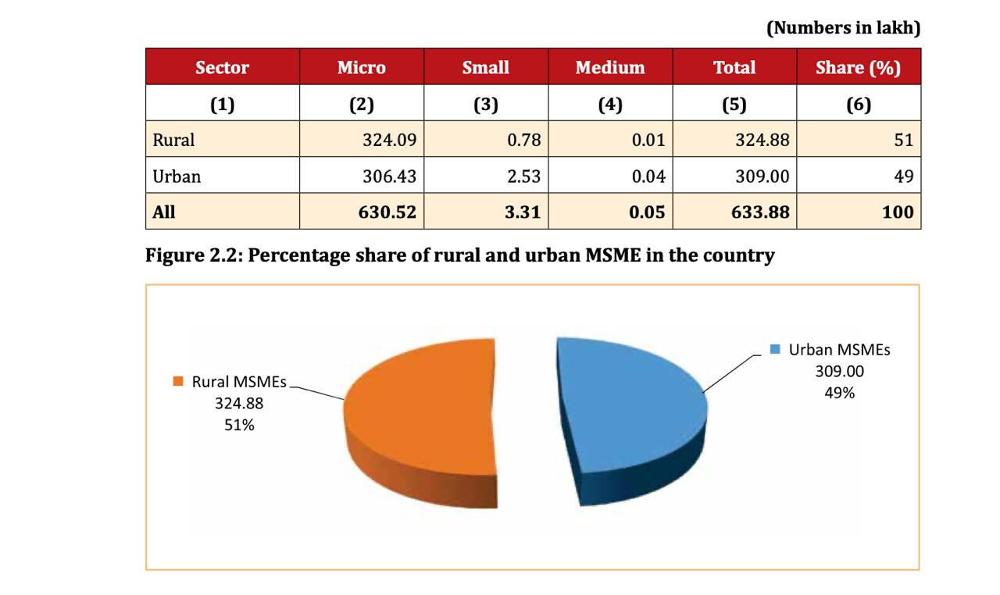 (Numbers in lakh)
Sector Micro Small Medium Total Share (%)
(1) (2) (3) (4) (5) (6)
Rural 324.09 0.78 0.01 324.88 51
Urban 306.43 2.53 0.04 309.00 49
All 630.52 3.31 0.05 633.88 100
Figure 2.2: Percentage share of rural and urban MSME in the country
Rural MSMEs
324.88
51%
Urban MSMEs
309.00
49%